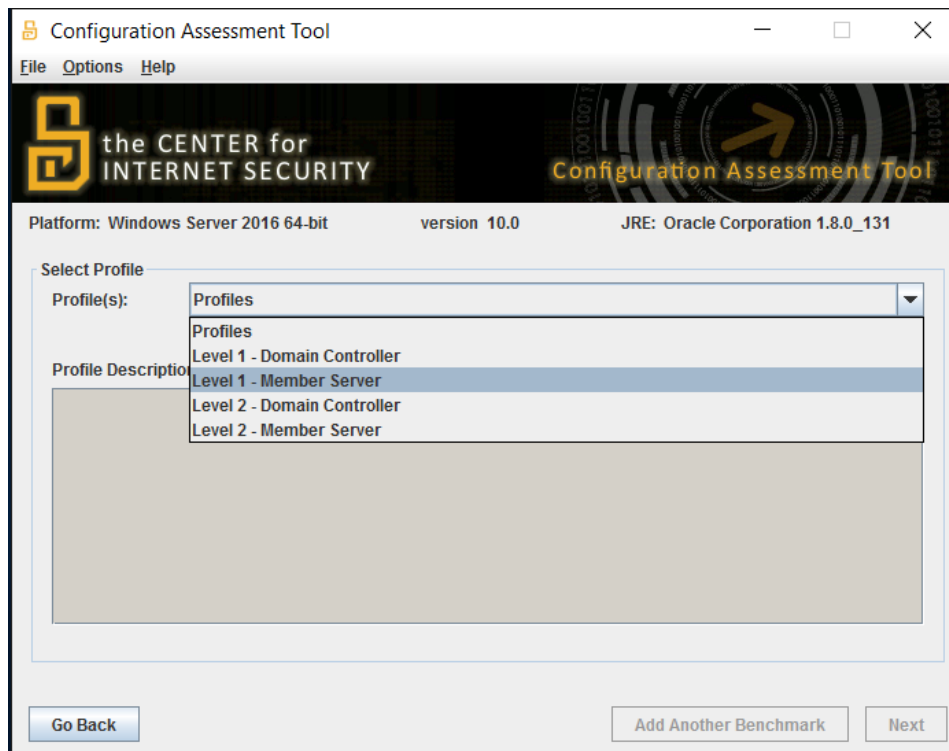 Configuration Assessment Tool
File Options Help
the CENTER for
INTERNET SECURITY
Configuration Assessment Tool
Platform: Windows Server 2016 64-bit version 10.0 JRE: Oracle Corporation 1.8.0_131
Select Profile
Profile(s): Profiles
Profiles
Level 1 - Domain Controller
Profile Description
Level 1 - Member Server
Level 2 - Domain Controller
Level 2 - Member Server
Go Back Add Another Benchmark Next